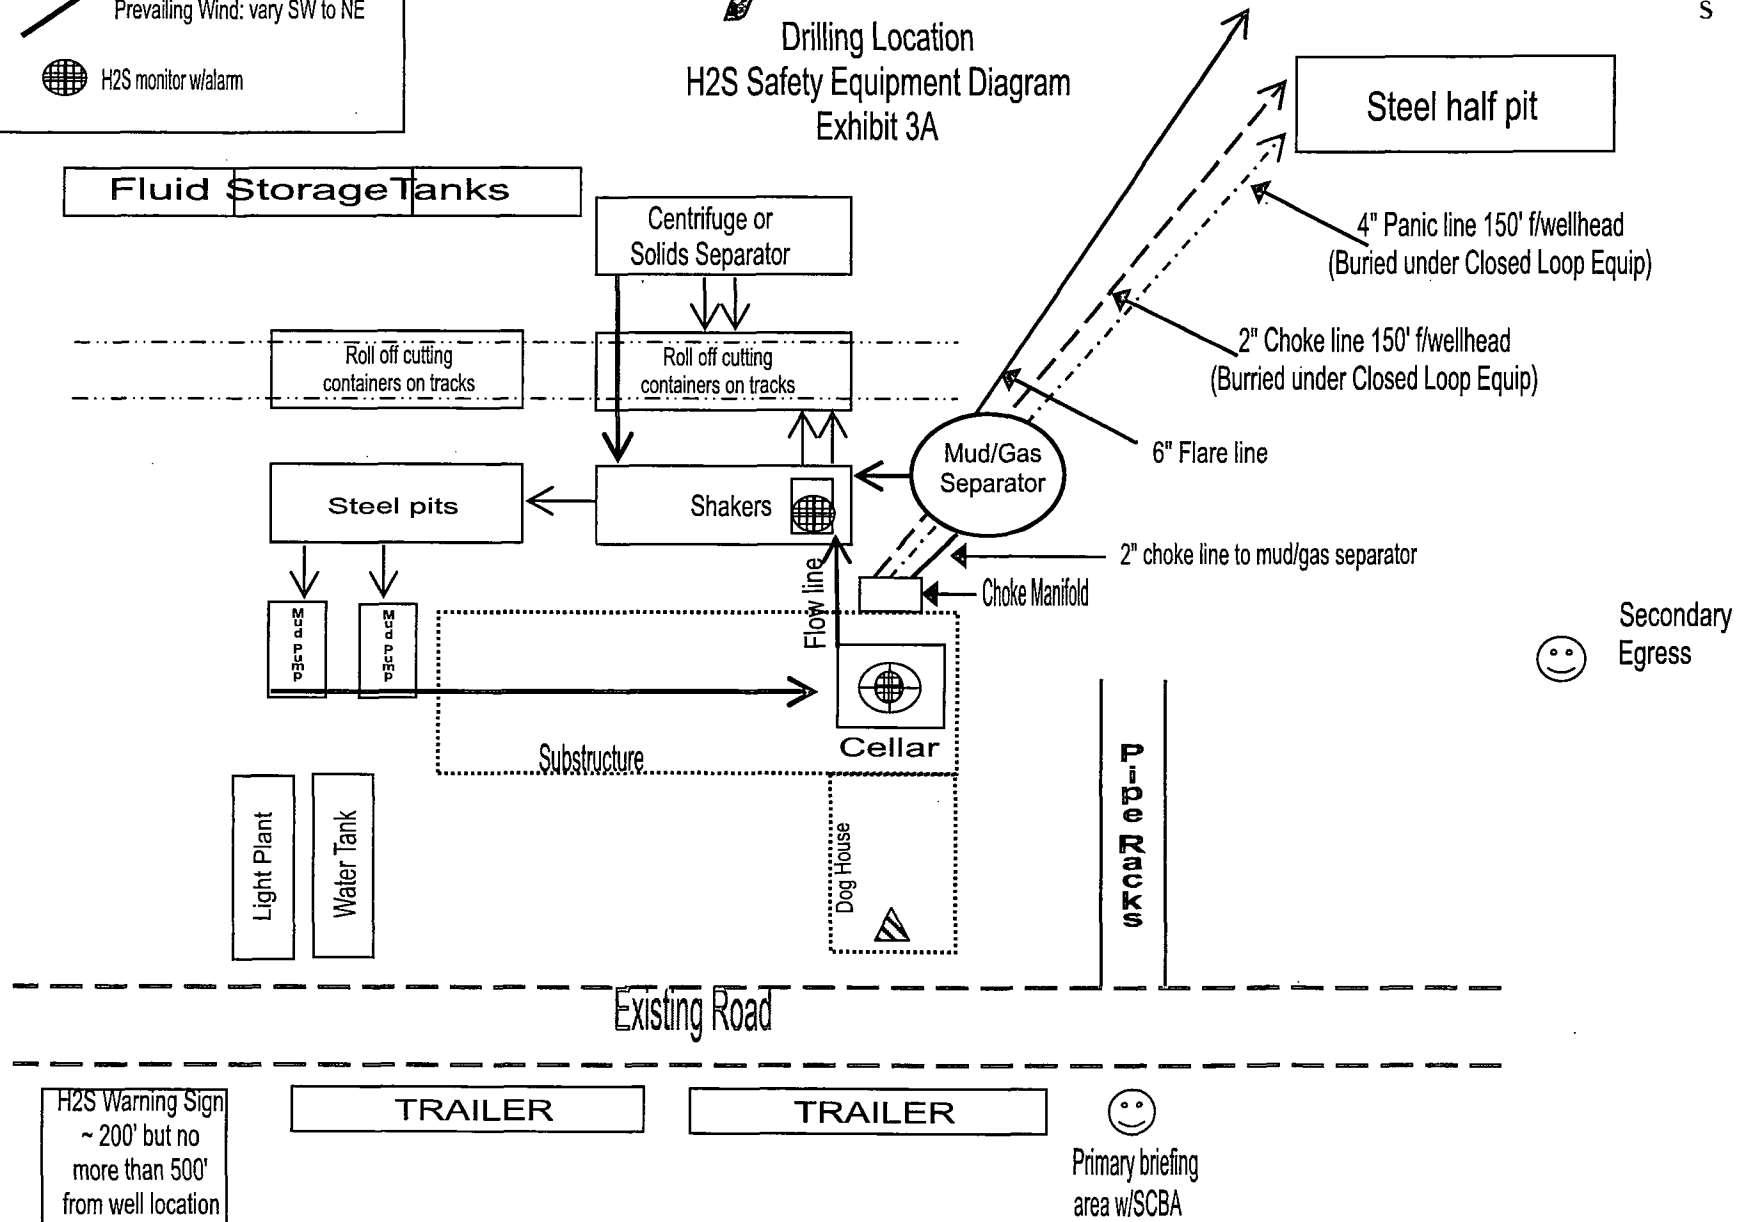 Prevailing Wind: vary SW to NE
H2S monitor w/alarm
S
Drilling Location
H2S Safety Equipment Diagram
Exhibit 3A
Steel half pit
Fluid StorageTanks
Centrifuge or
Solids Separator
4" Panic line 150' f/wellhead
(Buried under Closed Loop Equip)
2" Choke line 150' f/wellhead
(Burried under Closed Loop Equip)
Roll off cutting
containers on tracks
Roll off cutting
containers on tracks
6" Flare line
Mud/Gas
Separator
Steel pits
Shakers
2" choke line to mud/gas separator
Choke Manifold
Flow line
Mud Pump
Mud Pump
Secondary
Egress
Cellar
Substructure
Pipe Racks
Light Plant
Water Tank
Dog House
Existing Road
H2S Warning Sign
~ 200' but no
more than 500'
from well location
TRAILER
TRAILER
Primary briefing
area w/SCBA